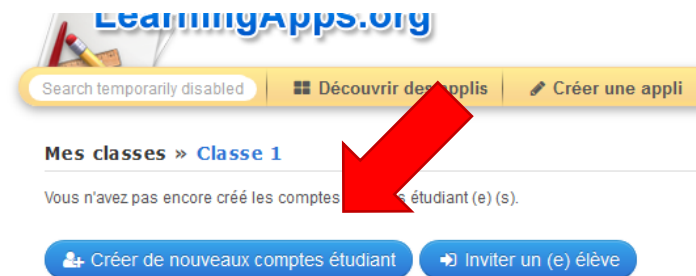 LearningApps.org
Search temporarily disabled Découvrir des applis Créer une appli
Mes classes » Classe 1
Vous n'avez pas encore créé les comptes étudiant (e) (s).
Créer de nouveaux comptes étudiant Inviter un (e) élève